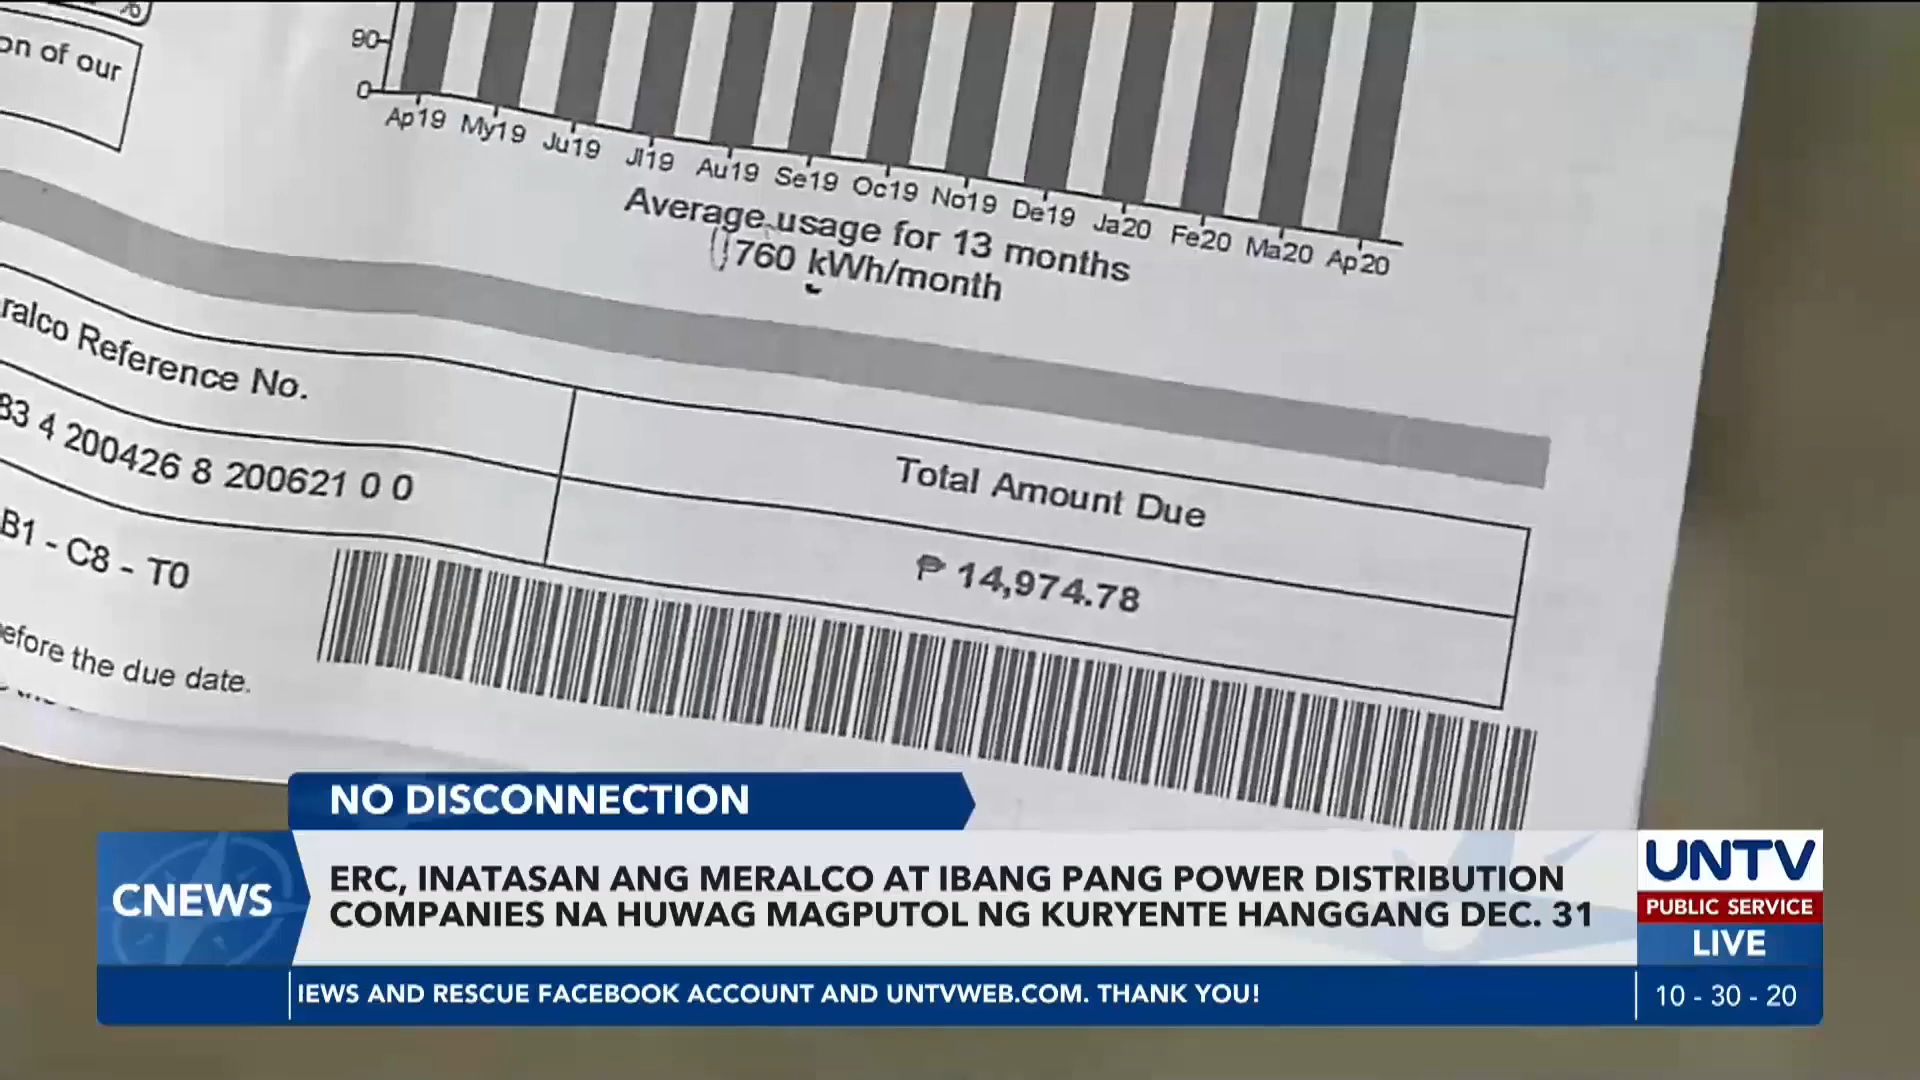 %
on of our
90
0
Ap19 My19 Ju19 Jl19 Au19 Se19 Oc19 No19 De19 Ja20 Fe20 Ma20 Ap20
Average usage for 13 months
760 kWh/month
ralco Reference No.
83 4 200426 8 200621 0 0
Total Amount Due
₱ 14,974.78
B1 - C8 - T0
efore the due date.
NO DISCONNECTION
CNEWS
ERC, INATASAN ANG MERALCO AT IBANG PANG POWER DISTRIBUTION
COMPANIES NA HUWAG MAGPUTOL NG KURYENTE HANGGANG DEC. 31
UNTV
PUBLIC SERVICE
LIVE
IEWS AND RESCUE FACEBOOK ACCOUNT AND UNTVWEB.COM. THANK YOU!
10 - 30 - 20